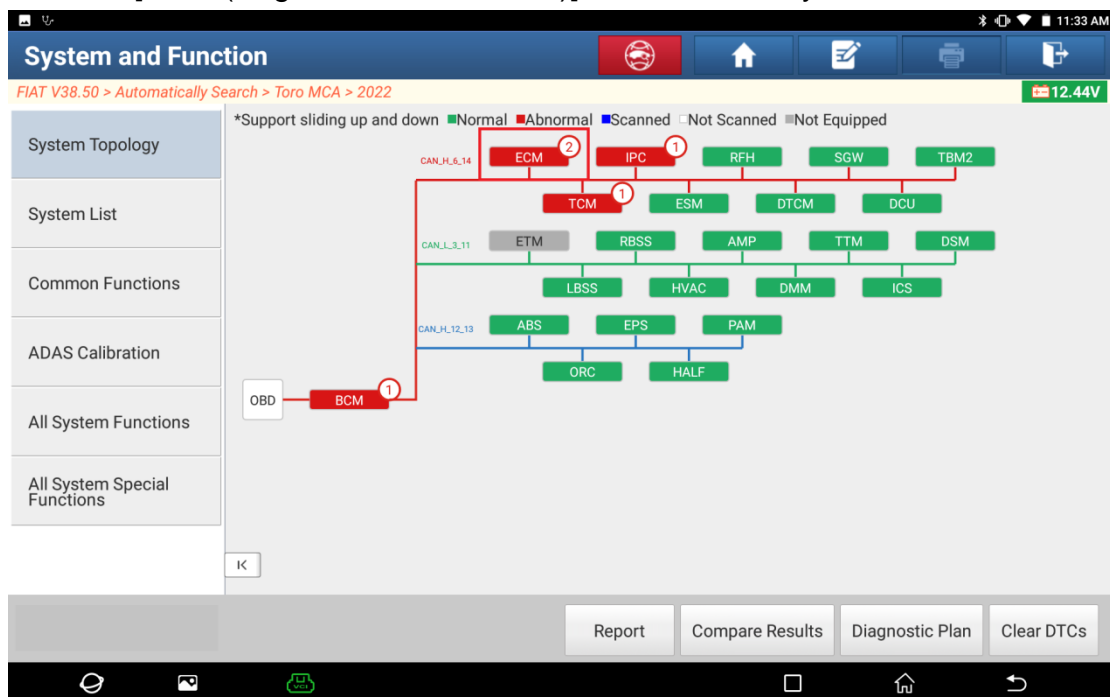 11:33 AM
System and Function
FIAT V38.50 > Automatically Search > Toro MCA > 2022
12.44V
System Topology
System List
Common Functions
ADAS Calibration
All System Functions
All System Special
Functions
*Support sliding up and down Normal Abnormal Scanned Not Scanned Not Equipped
CAN_H_6_14 ECM 2 IPC 1 RFH SGW TBM2
TCM 1 ESM DTCM DCU
CAN_L_3_11 ETM RBSS AMP TTM DSM
LBSS HVAC DMM ICS
CAN_H_12_13 ABS EPS PAM
ORC HALF
OBD BCM 1
Report Compare Results Diagnostic Plan Clear DTCs
VCI